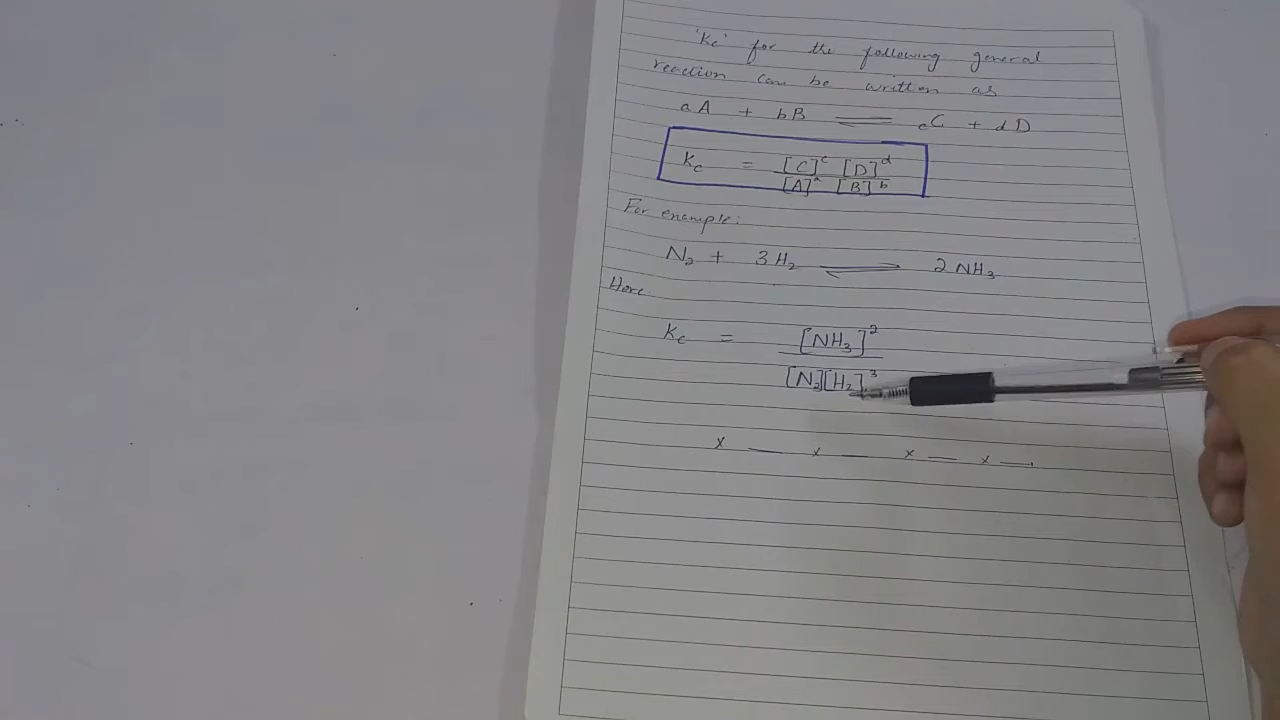 'Kc' for the following general
reaction can be written as
aA + bB ⇌ cC + dD
Kc = [C]^c [D]^d / [A]^a [B]^b
For example:
N₂ + 3H₂ ⇌ 2NH₃
Here
Kc = [NH₃]² / [N₂][H₂]³
x — x — x — x —